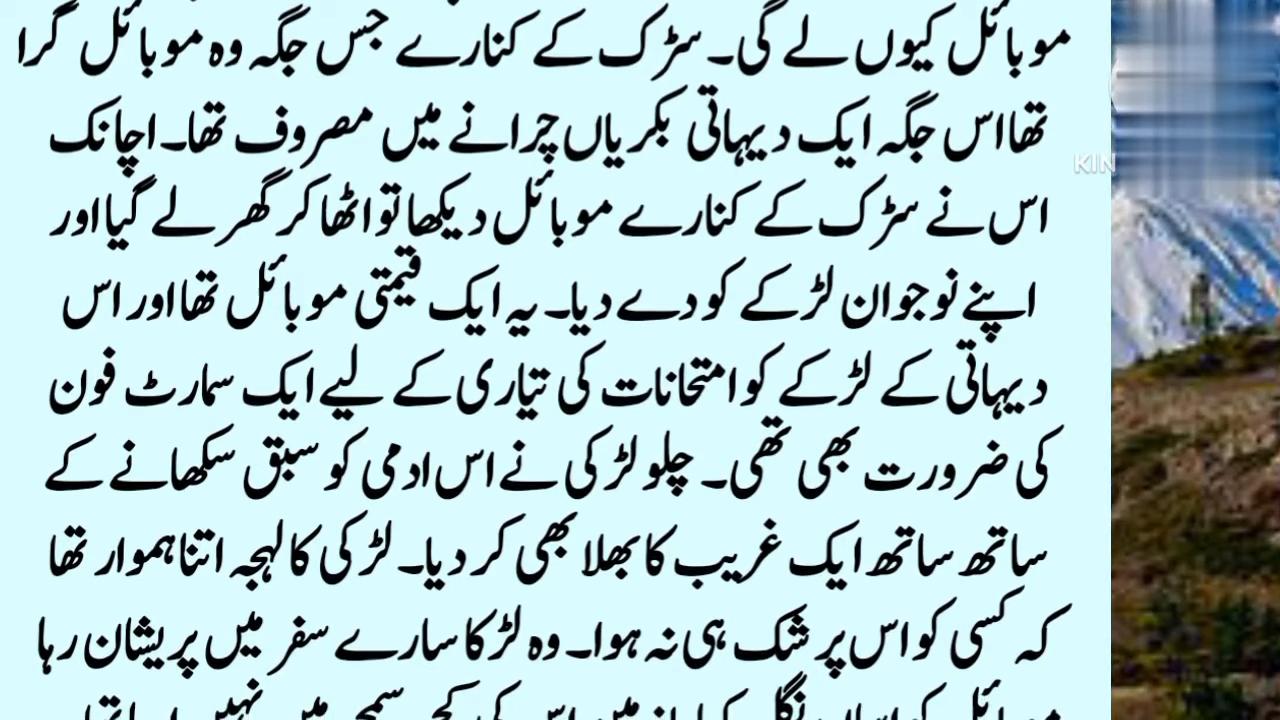 موبائل کیوں لے گی۔ سڑک کے کنارے جس جگہ وہ موبائل گرا
تھا اس جگہ ایک دیہاتی بکریاں چرانے میں مصروف تھا۔ اچانک
اس نے سڑک کے کنارے موبائل دیکھا تو اٹھا کر گھر لے گیا اور
اپنے نوجوان لڑکے کو دے دیا۔ یہ ایک قیمتی موبائل تھا اور اس
دیہاتی کے لڑکے کو امتحانات کی تیاری کے لیے ایک سمارٹ فون
کی ضرورت بھی تھی۔ چلو لڑکی نے اس ادمی کو سبق سکھانے کے
ساتھ ساتھ ایک غریب کا بھلا بھی کر دیا۔ لڑکی کا لہجہ اتنا ہموار تھا
کہ کسی کو اس پر شک ہی نہ ہوا۔ وہ لڑکا سارے سفر میں پریشان رہا
KIN